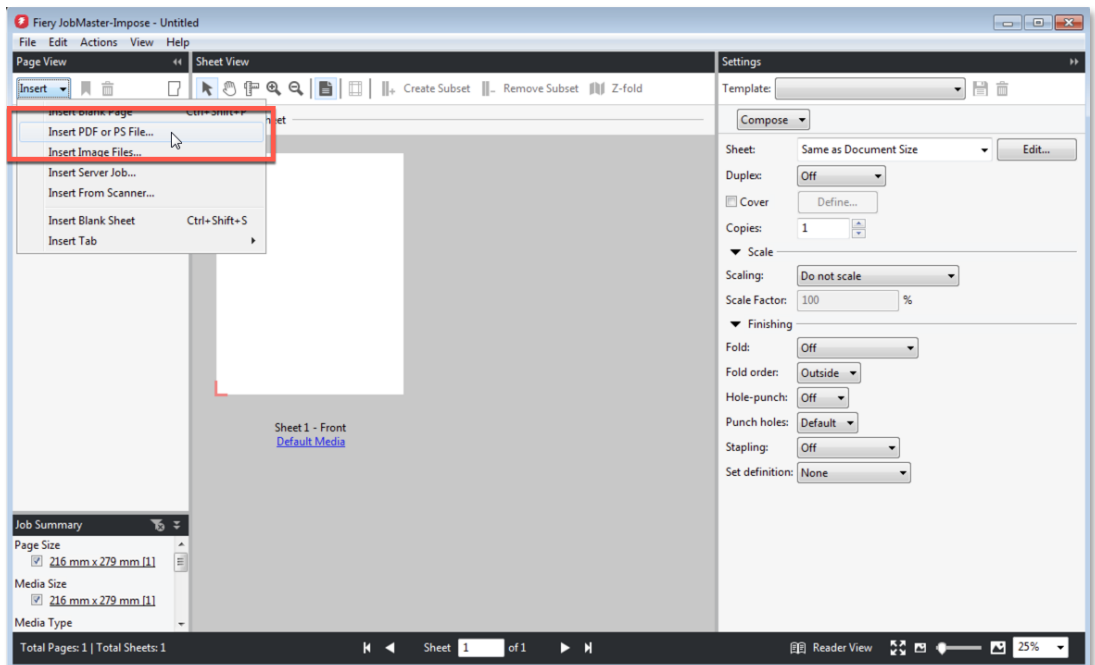 Fiery JobMaster-Impose - Untitled
File Edit Actions View Help
Page View
Sheet View
Settings
Insert
Create Subset
Remove Subset
Z-fold
Template:
Insert Blank Page Ctrl+Shift+P
Insert PDF or PS File...
Insert Image Files...
Insert Server Job...
Insert From Scanner...
Insert Blank Sheet Ctrl+Shift+S
Insert Tab
Compose
Sheet: Same as Document Size Edit...
Duplex: Off
Cover Define...
Copies: 1
Scale
Scaling: Do not scale
Scale Factor: 100 %
Finishing
Fold: Off
Fold order: Outside
Hole-punch: Off
Punch holes: Default
Stapling: Off
Set definition: None
Sheet 1 - Front
Default Media
Job Summary
Page Size
216 mm x 279 mm [1]
Media Size
216 mm x 279 mm [1]
Media Type
Total Pages: 1 | Total Sheets: 1
Sheet 1 of 1
Reader View
25%